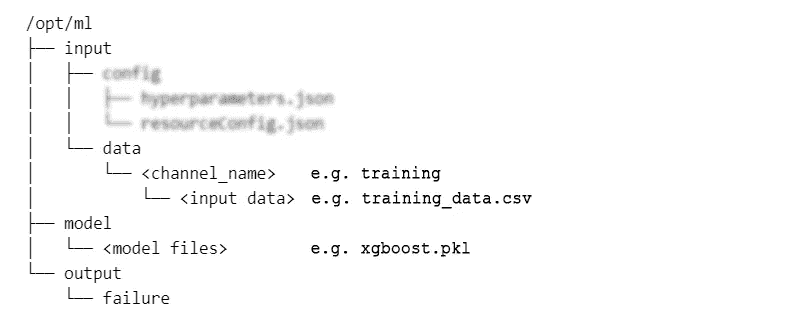 /opt/ml
├── input
│   ├── config
│   │   ├── hyperparameters.json
│   │   └── resourceConfig.json
│   └── data
│       └── <channel_name> e.g. training
│           └── <input data> e.g. training_data.csv
├── model
│   └── <model files> e.g. xgboost.pkl
└── output
    └── failure